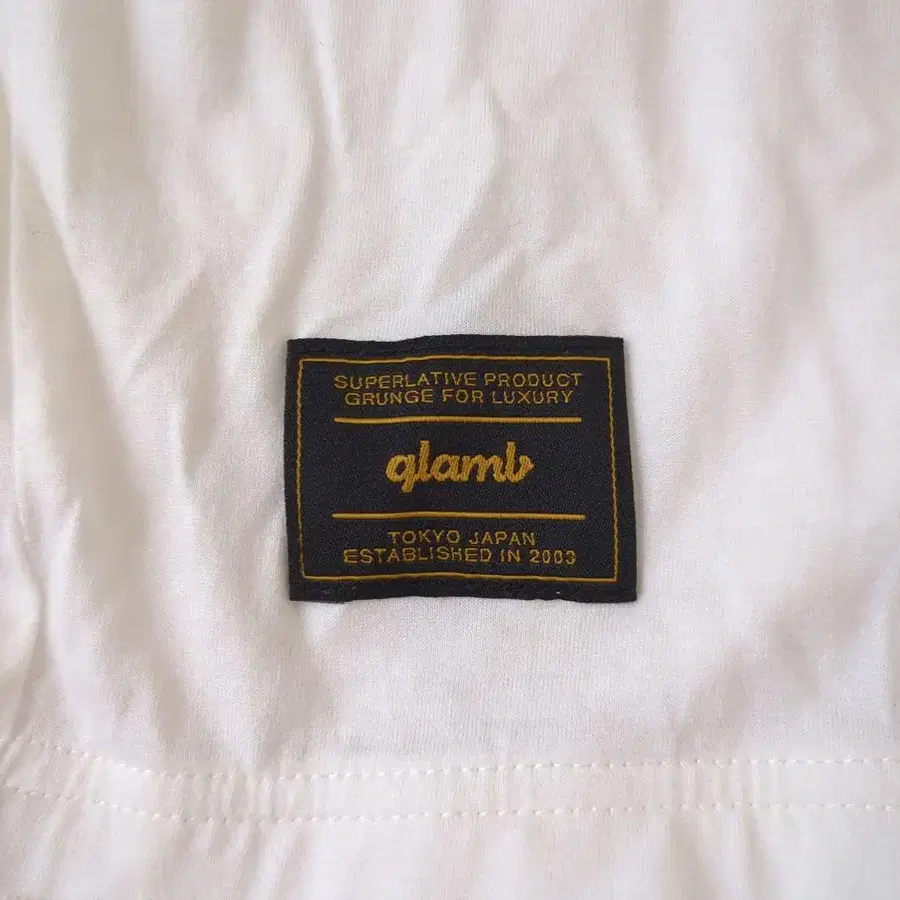 SUPERLATIVE PRODUCT
GRUNGE FOR LUXURY
glamb
TOKYO JAPAN
ESTABLISHED IN 2003